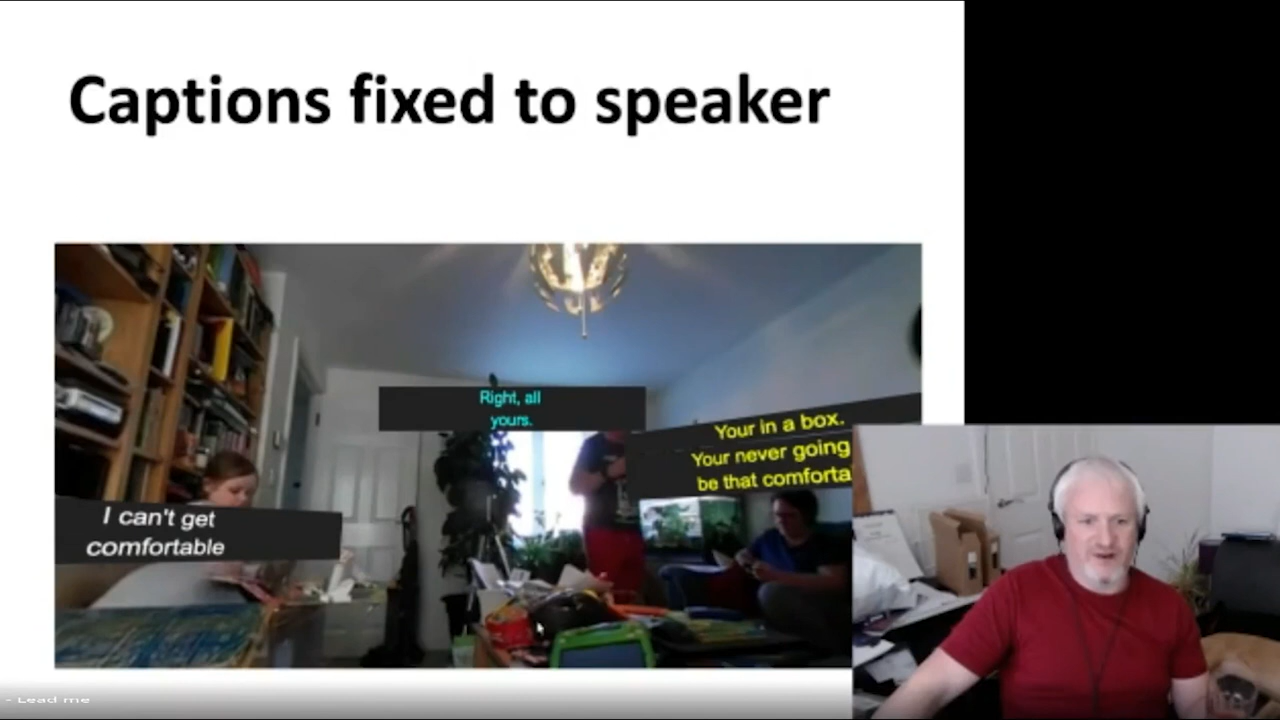 Captions fixed to speaker
Right, all
yours.
Your in a box.
Your never going
be that comforta
I can't get
comfortable
- Lead me